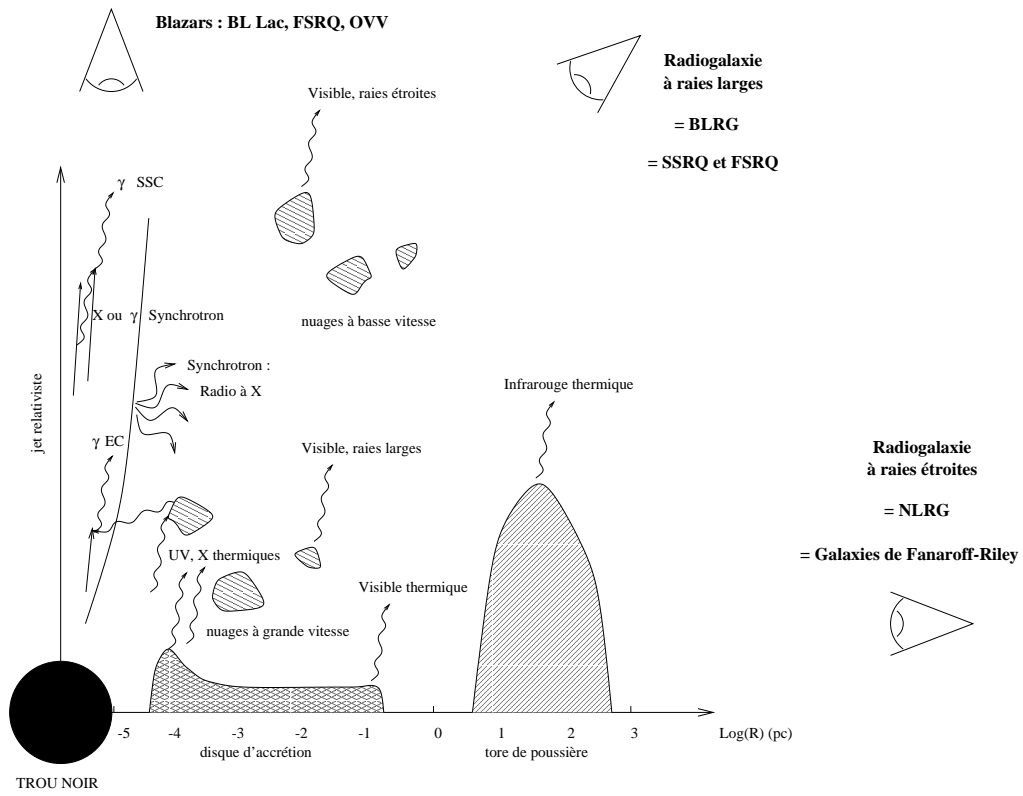 Blazars : BL Lac, FSRQ, OVV
Radiogalaxie
à raies larges
= BLRG
= SSRQ et FSRQ
Visible, raies étroites
γ SSC
X ou γ Synchrotron
nuages à basse vitesse
Synchrotron :
Radio à X
jet relativiste
Infrarouge thermique
γ EC
Visible, raies larges
Radiogalaxie
à raies étroites
= NLRG
= Galaxies de Fanaroff-Riley
UV, X thermiques
Visible thermique
nuages à grande vitesse
-5 -4 -3 -2 -1 0 1 2 3 Log(R) (pc)
disque d'accrétion
tore de poussière
TROU NOIR